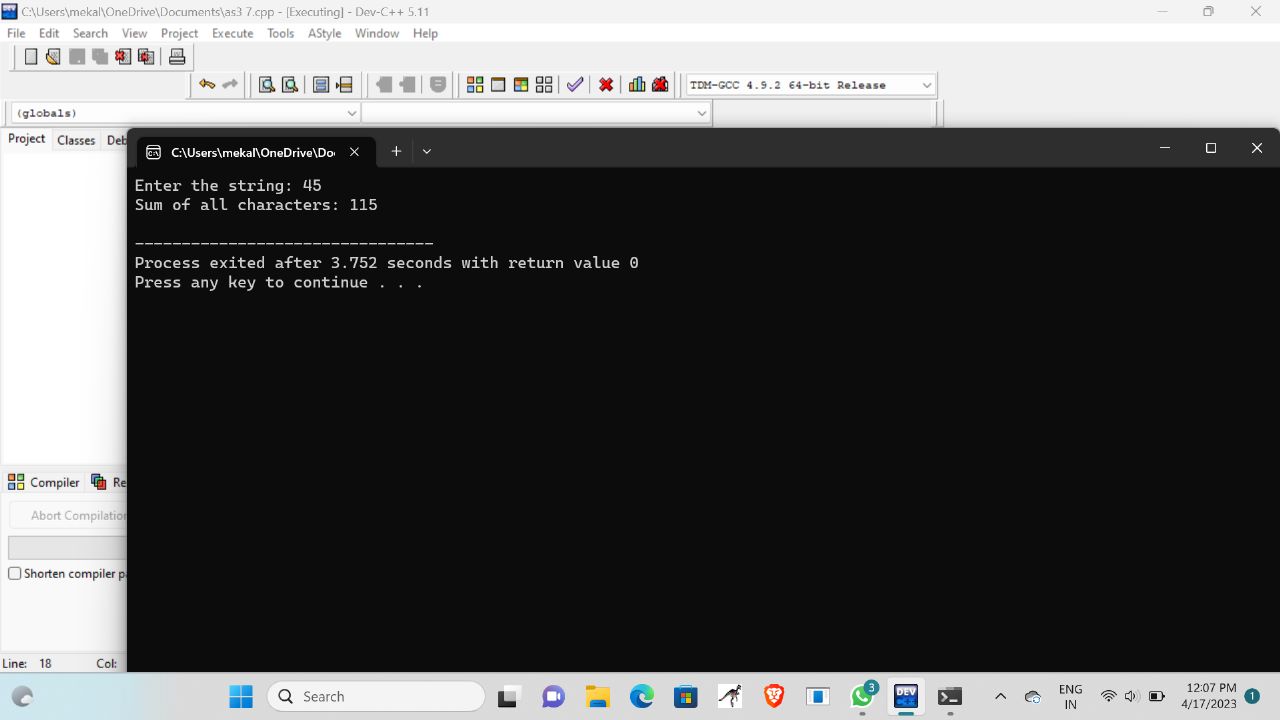 C:\Users\mekal\OneDrive\Documents\as3 7.cpp - [Executing] - Dev-C++ 5.11
File Edit Search View Project Execute Tools AStyle Window Help
TDM-GCC 4.9.2 64-bit Release
(globals)
Project Classes Deb
C:\Users\mekal\OneDrive\Do
Enter the string: 45
Sum of all characters: 115
--------------------------------
Process exited after 3.752 seconds with return value 0
Press any key to continue . . .
Compiler Re
Abort Compilation
Shorten compiler pa
Line: 18 Col:
Search
DEV
3
ENG
IN
12:07 PM
4/17/2023
1